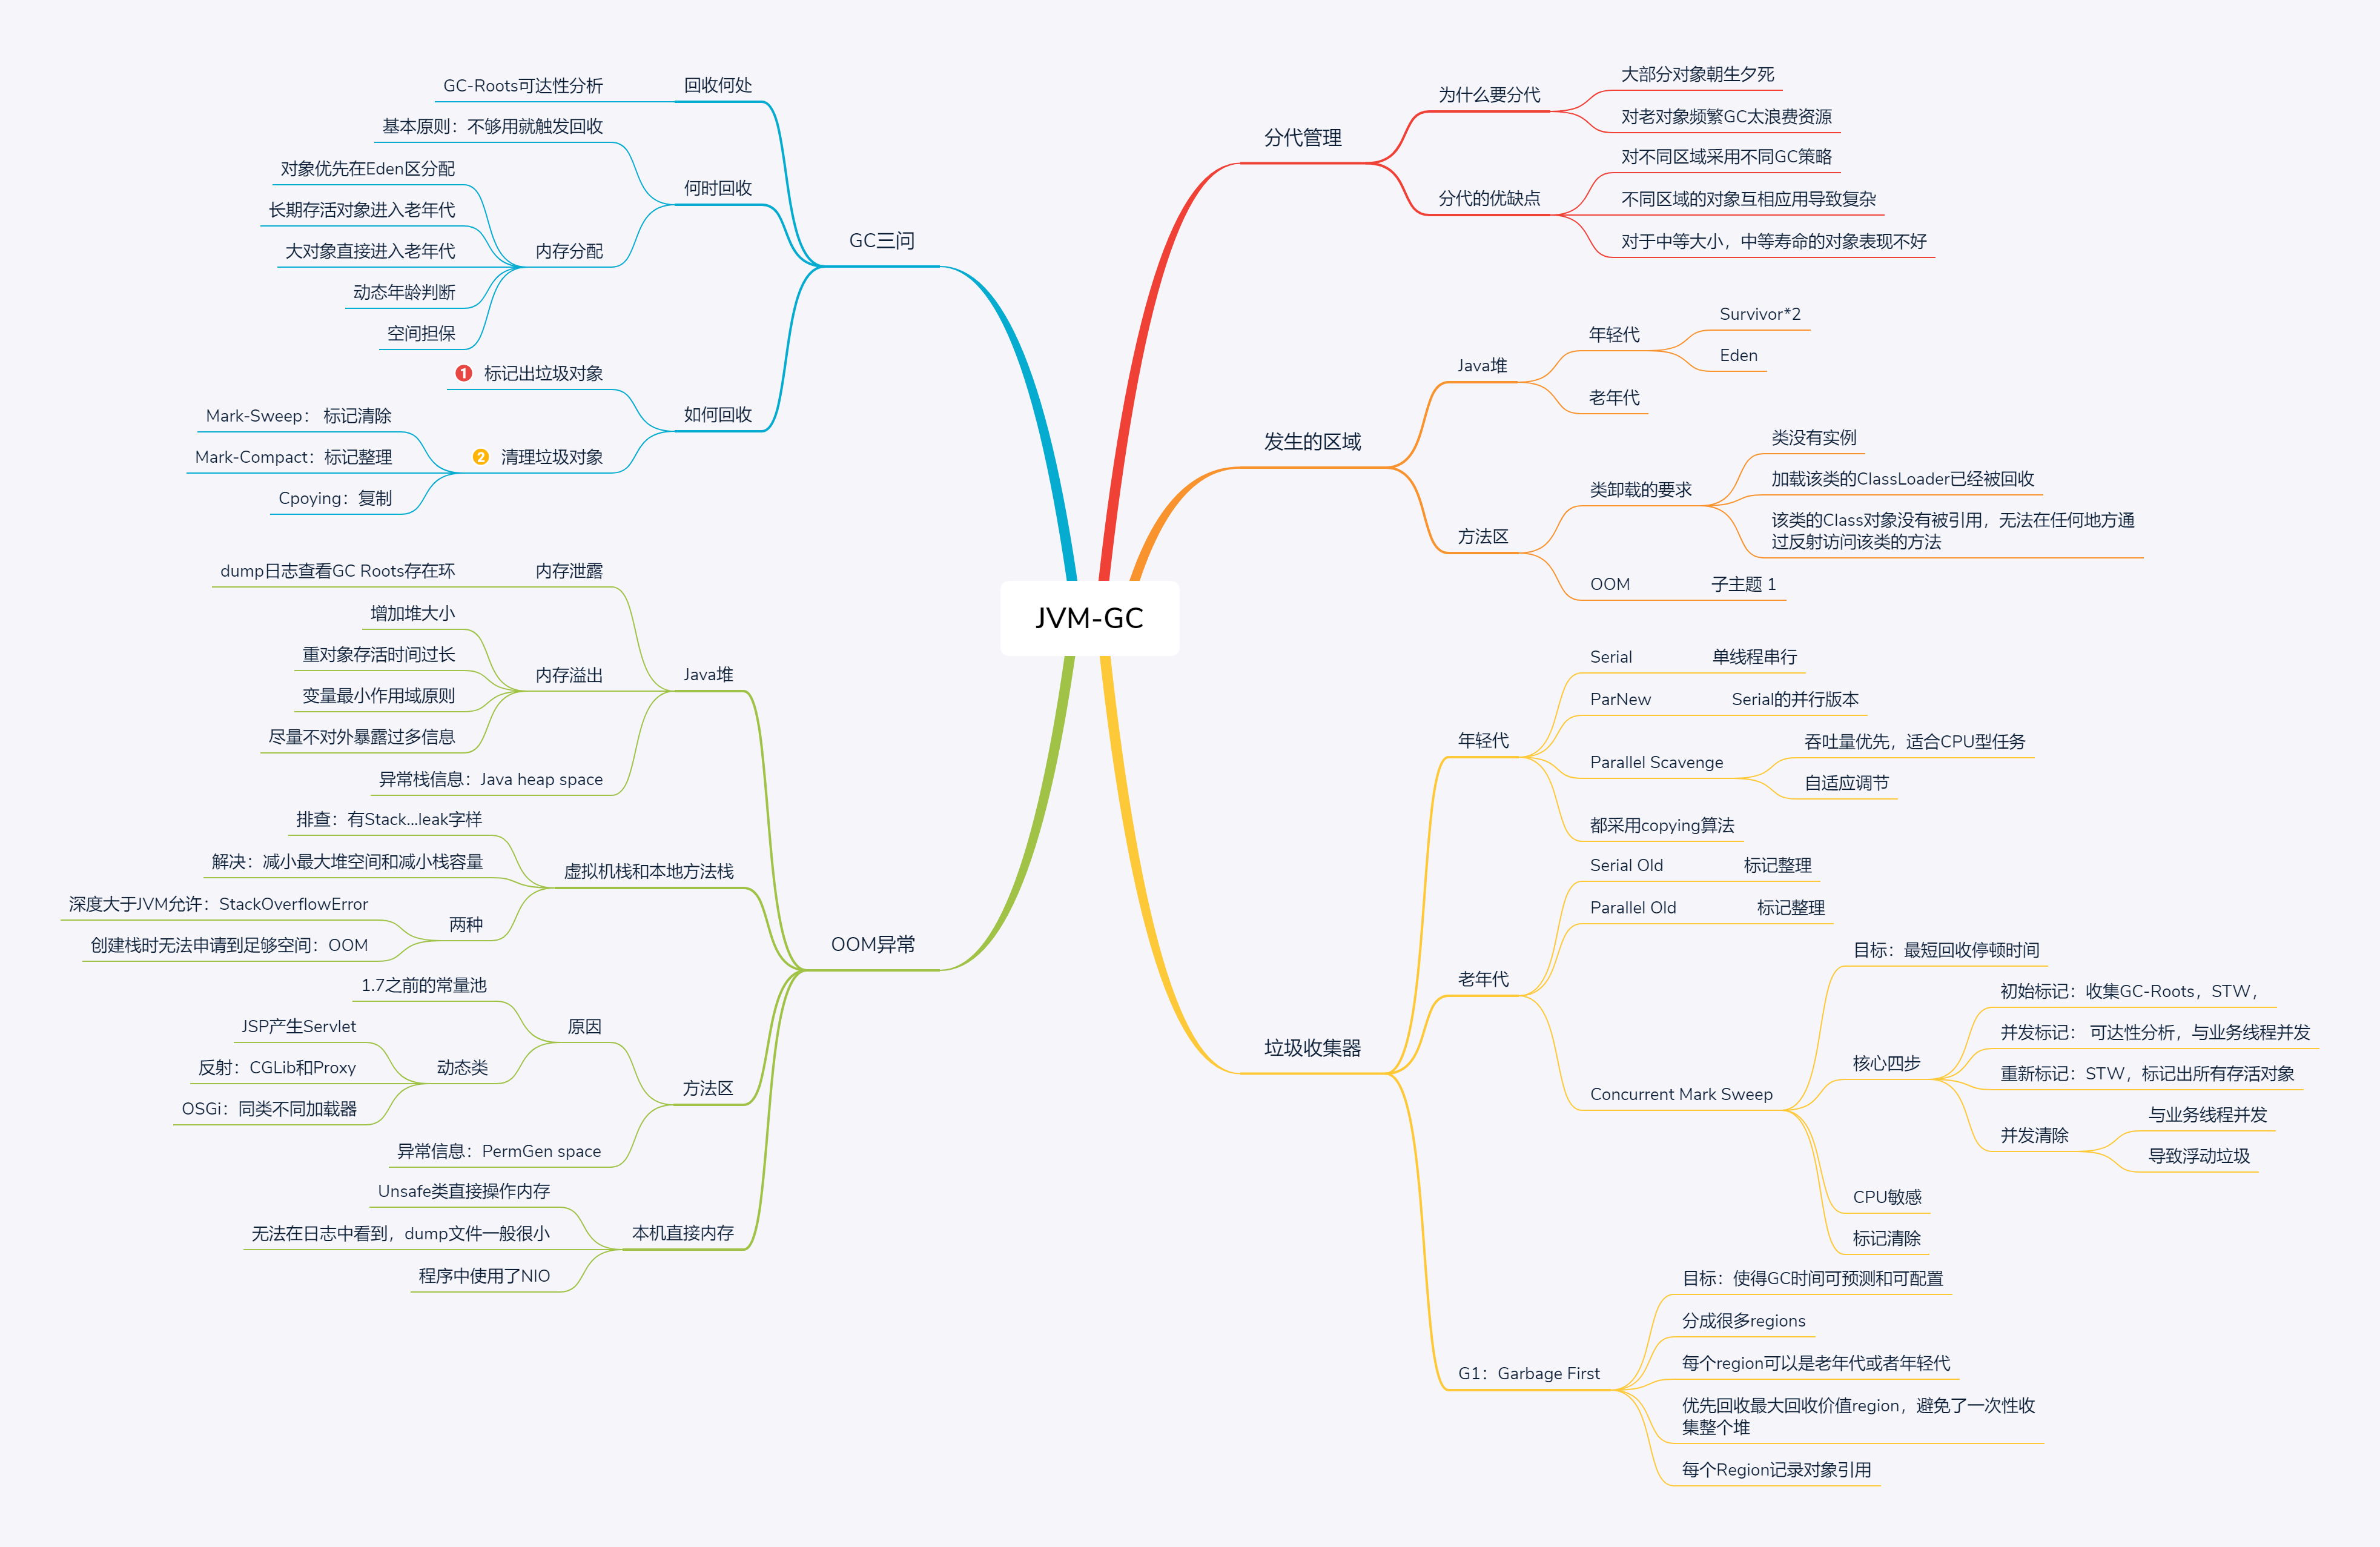 JVM-GC
分代管理
为什么要分代
大部分对象朝生夕死
对老对象频繁GC太浪费资源
分代的优缺点
对不同区域采用不同GC策略
不同区域的对象互相应用导致复杂
对于中等大小，中等寿命的对象表现不好
发生的区域
Java堆
年轻代
Survivor*2
Eden
老年代
方法区
类卸载的要求
类没有实例
加载该类的ClassLoader已经被回收
该类的Class对象没有被引用，无法在任何地方通
过反射访问该类的方法
OOM
子主题 1
垃圾收集器
年轻代
Serial
单线程串行
ParNew
Serial的并行版本
Parallel Scavenge
吞吐量优先，适合CPU型任务
自适应调节
都采用copying算法
老年代
Serial Old
标记整理
Parallel Old
标记整理
Concurrent Mark Sweep
目标：最短回收停顿时间
核心四步
初始标记：收集GC-Roots，STW，
并发标记： 可达性分析，与业务线程并发
重新标记：STW，标记出所有存活对象
并发清除
与业务线程并发
导致浮动垃圾
CPU敏感
标记清除
G1：Garbage First
目标：使得GC时间可预测和可配置
分成很多regions
每个region可以是老年代或者年轻代
优先回收最大回收价值region，避免了一次性收
集整个堆
每个Region记录对象引用
GC三问
回收何处
GC-Roots可达性分析
何时回收
基本原则：不够用就触发回收
内存分配
对象优先在Eden区分配
长期存活对象进入老年代
大对象直接进入老年代
动态年龄判断
空间担保
如何回收
1 标记出垃圾对象
2 清理垃圾对象
Mark-Sweep： 标记清除
Mark-Compact：标记整理
Cpoying：复制
OOM异常
Java堆
内存泄露
dump日志查看GC Roots存在环
内存溢出
增加堆大小
重对象存活时间过长
变量最小作用域原则
尽量不对外暴露过多信息
异常栈信息：Java heap space
虚拟机栈和本地方法栈
排查：有Stack...leak字样
解决：减小最大堆空间和减小栈容量
两种
深度大于JVM允许：StackOverflowError
创建栈时无法申请到足够空间：OOM
方法区
原因
1.7之前的常量池
动态类
JSP产生Servlet
反射：CGLib和Proxy
OSGi：同类不同加载器
异常信息：PermGen space
本机直接内存
Unsafe类直接操作内存
无法在日志中看到，dump文件一般很小
程序中使用了NIO